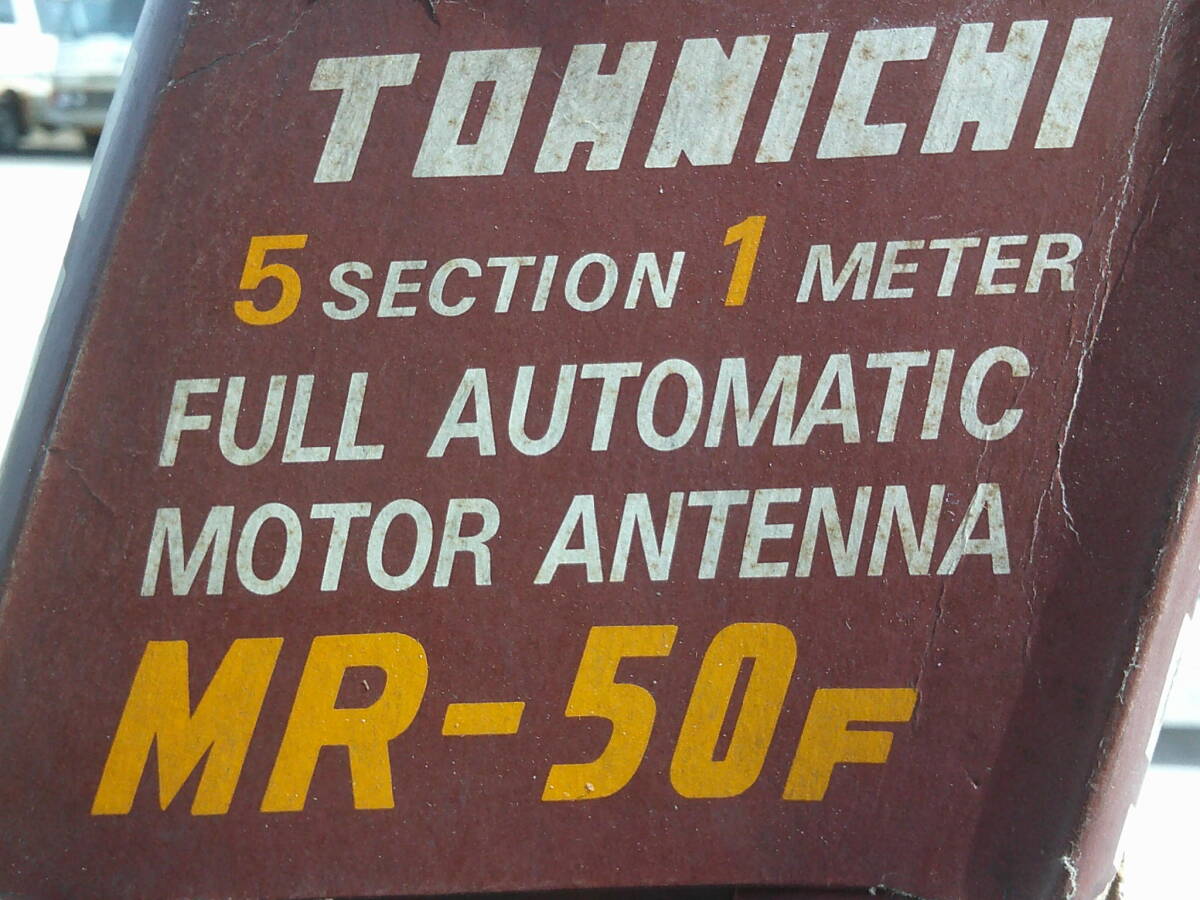 TOHNICHI
5 SECTION 1 METER
FULL AUTOMATIC
MOTOR ANTENNA
MR-50F